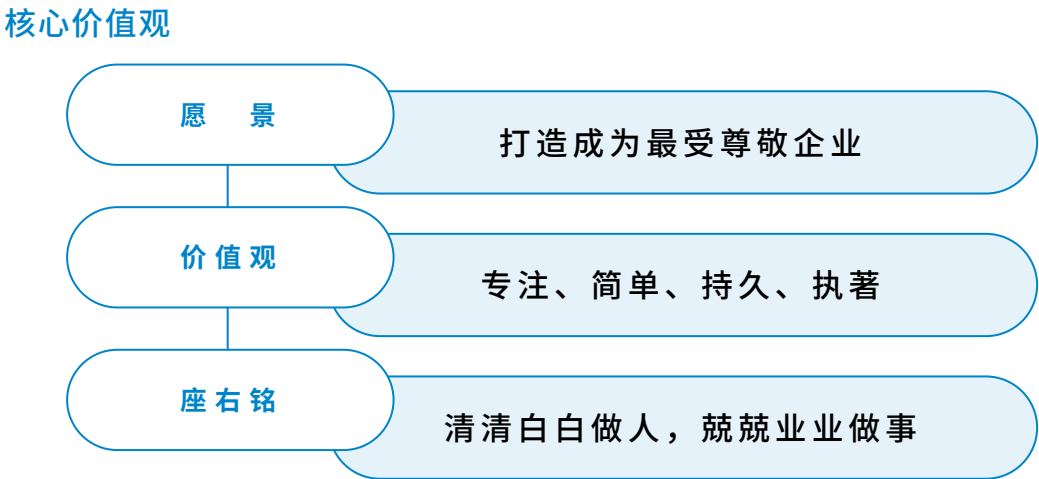 核心价值观
愿 景
打造成为最受尊敬企业
价值观
专注、简单、持久、执著
座右铭
清清白白做人，兢兢业业做事